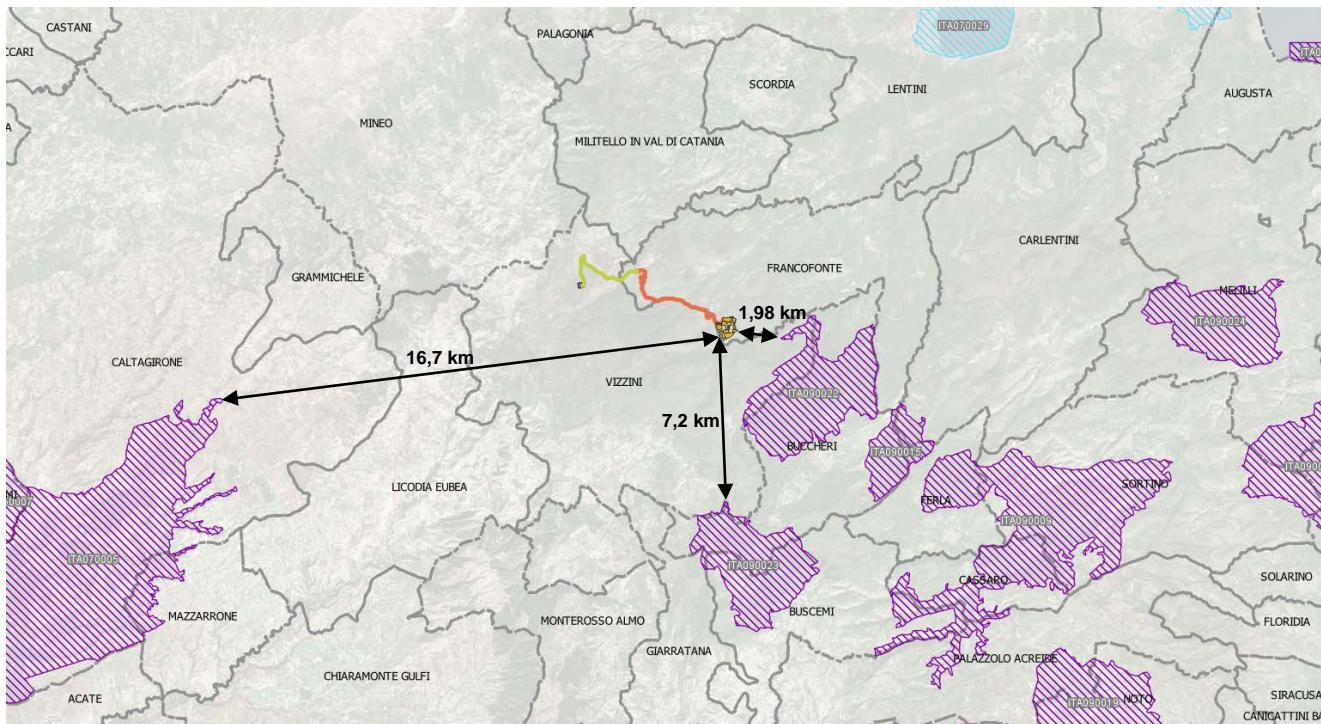 CASTANI
CCARI
PALAGONIA
ITA070029
SCORDIA
LENTINI
AUGUSTA
MINEO
MILITELLO IN VAL DI CATANIA
CARLENTINI
GRAMMICHELE
FRANCOFONTE
MELILLI
1,98 km
ITA090024
16,7 km
CALTAGIRONE
VIZZINI
ITA090022
7,2 km
BUCCHERI
ITA090015
LICODIA EUBEA
FERLA
SORTINO
ITA090009
ITA070005
ITA090023
CASSARO
SOLARINO
MAZZARRONE
BUSCEMI
MONTEROSSO ALMO
FLORIDIA
GIARRATANA
PALAZZOLO ACREIDE
CHIARAMONTE GULFI
ACATE
ITA090019
NOTO
SIRACUSA
CANICATTINI BA